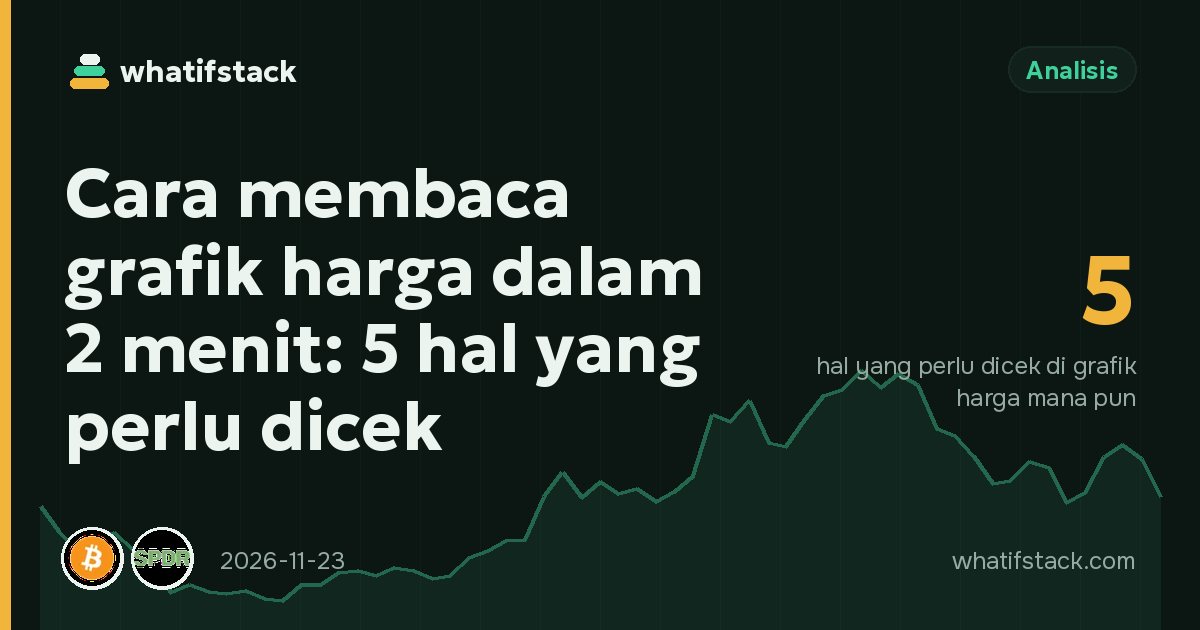 whatifstack
Analisis
Cara membaca
grafik harga dalam
2 menit: 5 hal yang
perlu dicek
5
hal yang perlu dicek di grafik
harga mana pun
SPDR
2026-11-23
whatifstack.com